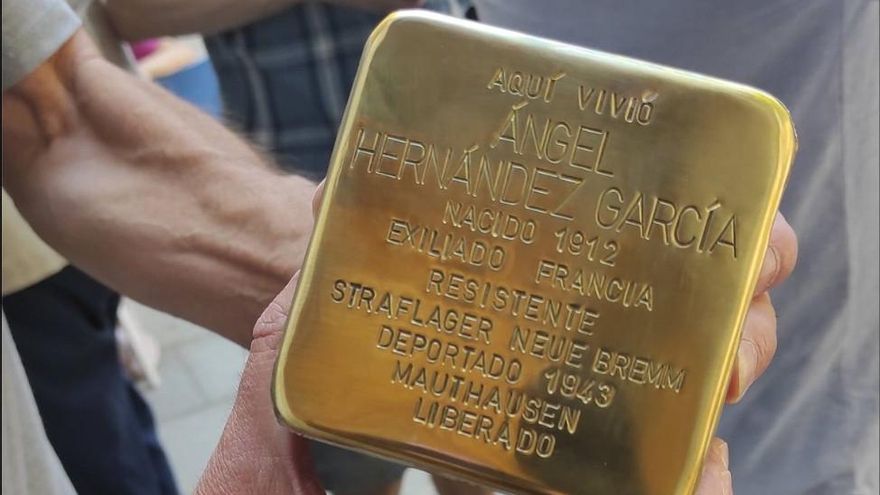 AQUÍ VIVIÓ
ÁNGEL
HERNÁNDEZ GARCÍA
NACIDO 1912
EXILIADO FRANCIA
RESISTENTE
STRAFLAGER NEUE BREMM
DEPORTADO 1943
MAUTHAUSEN
LIBERADO